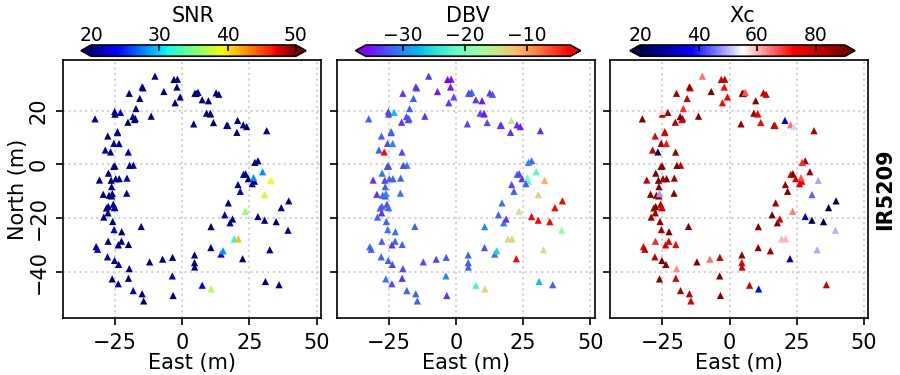 SNR DBV Xc
20 30 40 50 −30 −20 −10 20 40 60 80
North (m)
20
0
−20
−40
IR5209
−25 0 25 50 −25 0 25 50 −25 0 25 50
East (m) East (m) East (m)